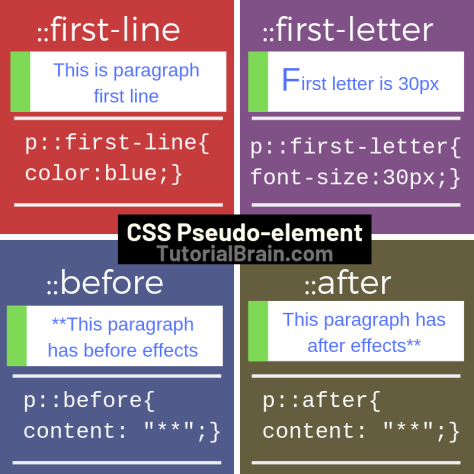 ::first-line
This is paragraph
first line
p::first-line{
color:blue;}
::first-letter
First letter is 30px
p::first-letter{
font-size:30px;}
CSS Pseudo-element
TutorialBrain.com
::before
**This paragraph
has before effects
p::before{
content: "**";}
::after
This paragraph has
after effects**
p::after{
content: "**";}